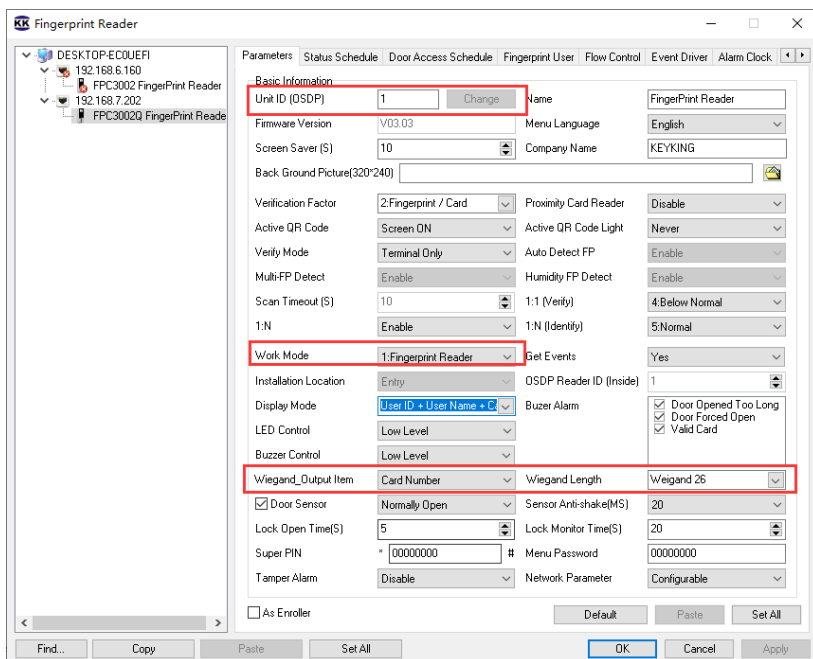 KK Fingerprint Reader
DESKTOP-EC0UEFI
192.168.6.160
FPC3002 FingerPrint Reader
192.168.7.202
FPC3002Q FingerPrint Reade
Parameters Status Schedule Door Access Schedule Fingerprint User Flow Control Event Driver Alarm Clock
Basic Information
Unit ID (OSDP) 1 Change Name FingerPrint Reader
Firmware Version V03.03 Menu Language English
Screen Saver (S) 10 Company Name KEYKING
Back Ground Picture(320*240)
Verification Factor 2:Fingerprint / Card Proximity Card Reader Disable
Active QR Code Screen ON Active QR Code Light Never
Verify Mode Terminal Only Auto Detect FP Enable
Multi-FP Detect Enable Humidity FP Detect Enable
Scan Timeout (S) 10 1:1 (Verify) 4:Below Normal
1:N Enable 1:N (Identify) 5:Normal
Work Mode 1:Fingerprint Reader Get Events Yes
Installation Location Entry OSDP Reader ID (Inside) 1
Display Mode User ID + User Name + C Buzer Alarm Door Opened Too Long
Door Forced Open
LED Control Low Level Valid Card
Buzzer Control Low Level
Wiegand_Output Item Card Number Wiegand Length Weigand 26
Door Sensor Normally Open Sensor Anti-shake(MS) 20
Lock Open Time(S) 5 Lock Monitor Time(S) 20
Super PIN * 00000000 # Menu Password 00000000
Tamper Alarm Disable Network Parameter Configurable
As Enroller Default Paste Set All
Find... Copy Paste Set All OK Cancel Apply